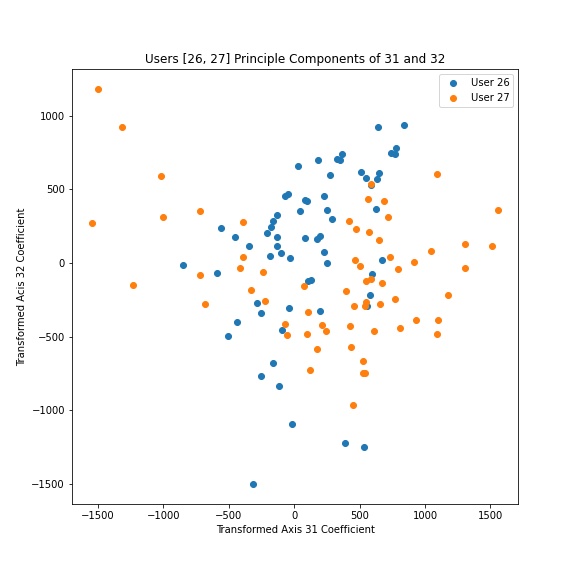 Users [26, 27] Principle Components of 31 and 32
User 26
User 27
Transformed Acis 32 Coefficient
1000
500
0
−500
−1000
−1500
−1500
−1000
−500
0
500
1000
1500
Transformed Axis 31 Coefficient